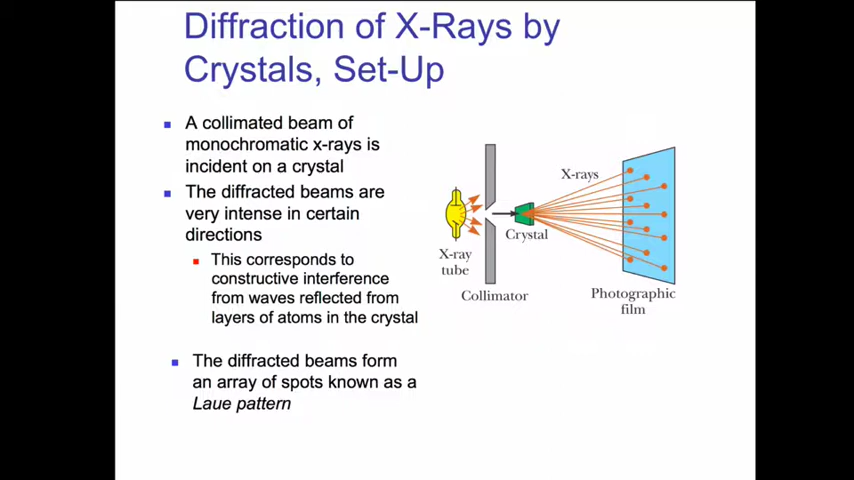 Diffraction of X-Rays by
Crystals, Set-Up
A collimated beam of
monochromatic x-rays is
incident on a crystal
The diffracted beams are
very intense in certain
directions
This corresponds to
constructive interference
from waves reflected from
layers of atoms in the crystal
The diffracted beams form
an array of spots known as a
Laue pattern
X-rays
Crystal
X-ray
tube
Collimator
Photographic
film